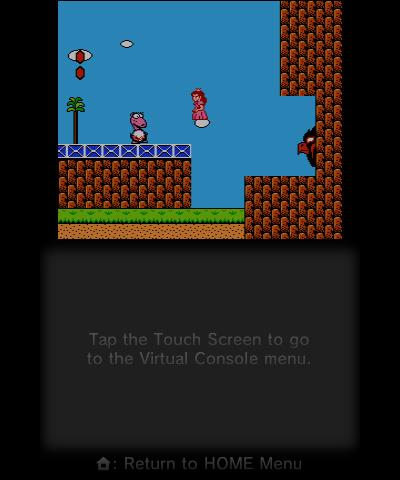 Tap the Touch Screen to go
to the Virtual Console menu.
: Return to HOME Menu